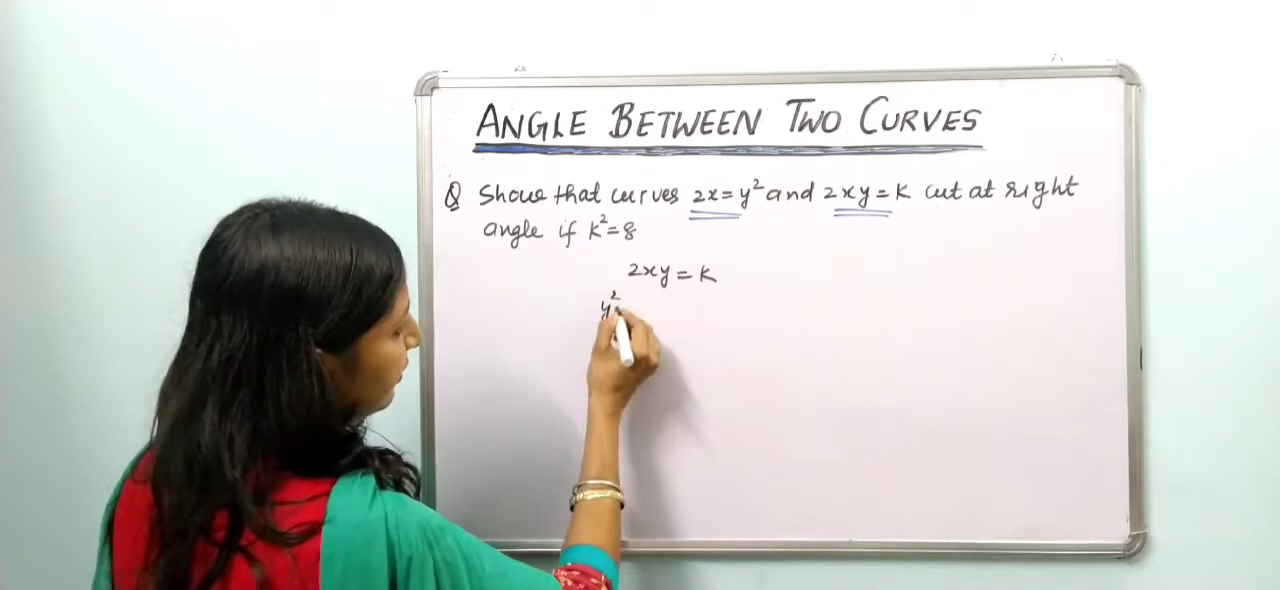 ANGLE BETWEEN TWO CURVES
Q Show that curves 2x = y² and 2xy = K cut at right
angle if K² = 8
2xy = K
y²